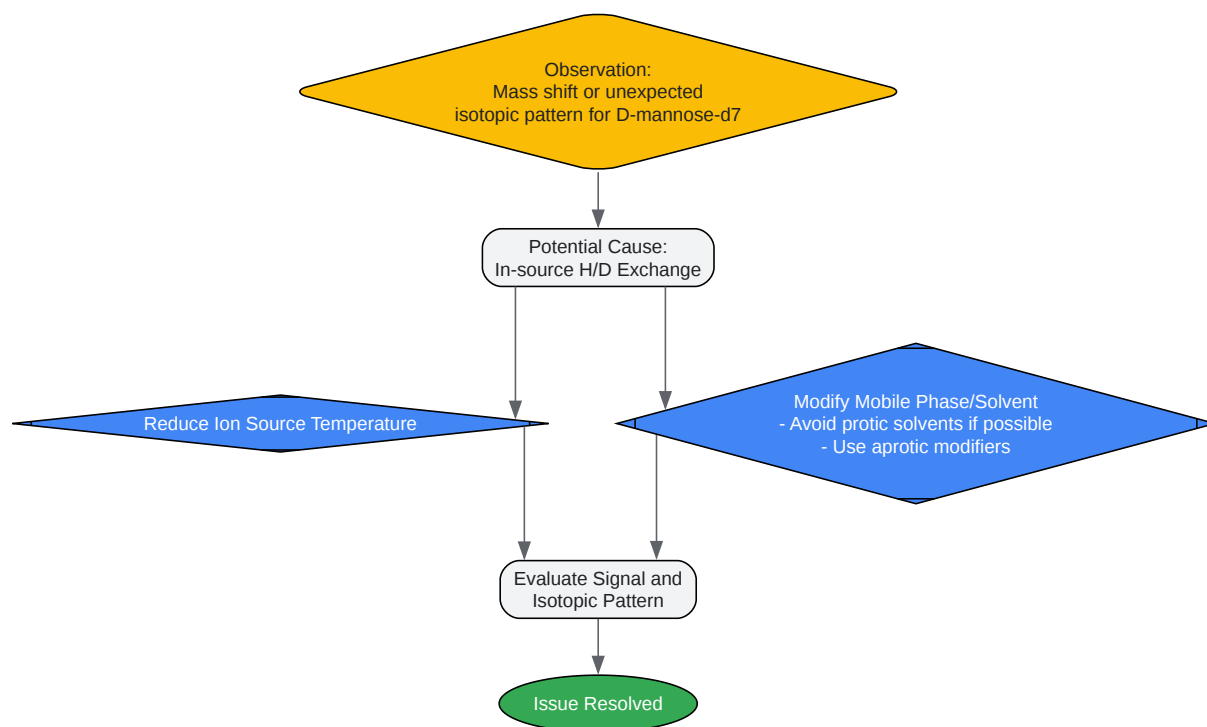 Observation:
Mass shift or unexpected
isotopic pattern for D-mannose-d7
Potential Cause:
In-source H/D Exchange
Reduce Ion Source Temperature
Modify Mobile Phase/Solvent
- Avoid protic solvents if possible
- Use aprotic modifiers
Evaluate Signal and
Isotopic Pattern
Issue Resolved